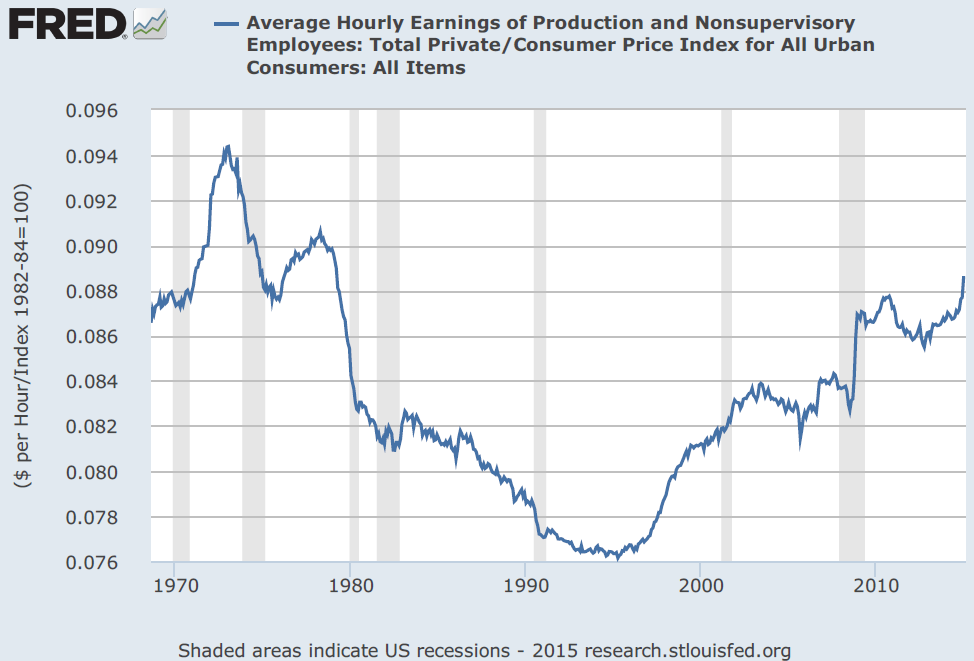 FRED
Average Hourly Earnings of Production and Nonsupervisory
Employees: Total Private/Consumer Price Index for All Urban
Consumers: All Items
($ per Hour/Index 1982-84=100)
0.096
0.094
0.092
0.090
0.088
0.086
0.084
0.082
0.080
0.078
0.076
1970 1980 1990 2000 2010
Shaded areas indicate US recessions - 2015 research.stlouisfed.org